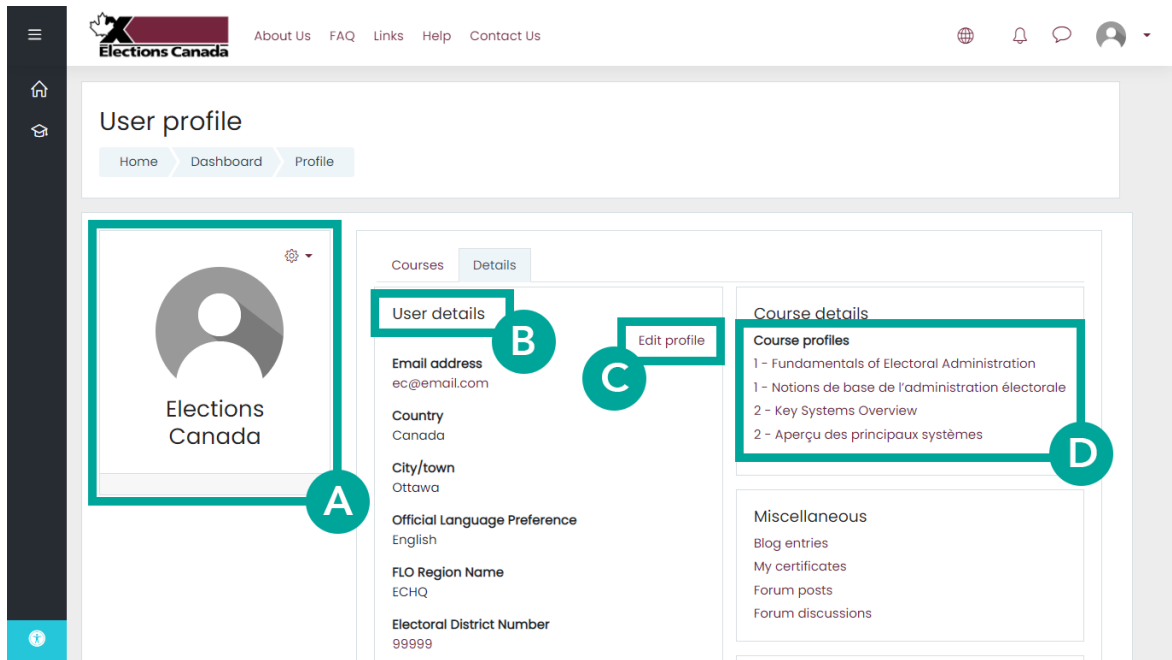 Elections Canada
About Us FAQ Links Help Contact Us
User profile
Home Dashboard Profile
Elections
Canada
A
Courses Details
User details
B
Edit profile
C
Email address
ec@email.com
Country
Canada
City/town
Ottawa
Official Language Preference
English
FLO Region Name
ECHQ
Electoral District Number
99999
Course details
Course profiles
1 - Fundamentals of Electoral Administration
1 - Notions de base de l'administration électorale
2 - Key Systems Overview
2 - Aperçu des principaux systèmes
D
Miscellaneous
Blog entries
My certificates
Forum posts
Forum discussions